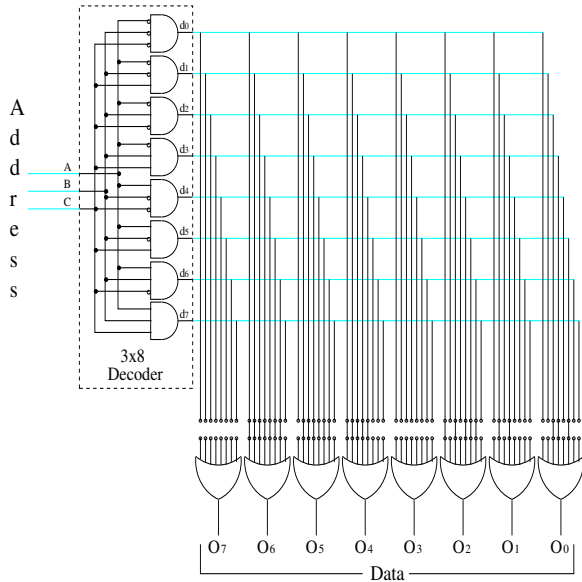 Address
A
B
C
d0
d1
d2
d3
d4
d5
d6
d7
3x8
Decoder
O7 O6 O5 O4 O3 O2 O1 O0
Data